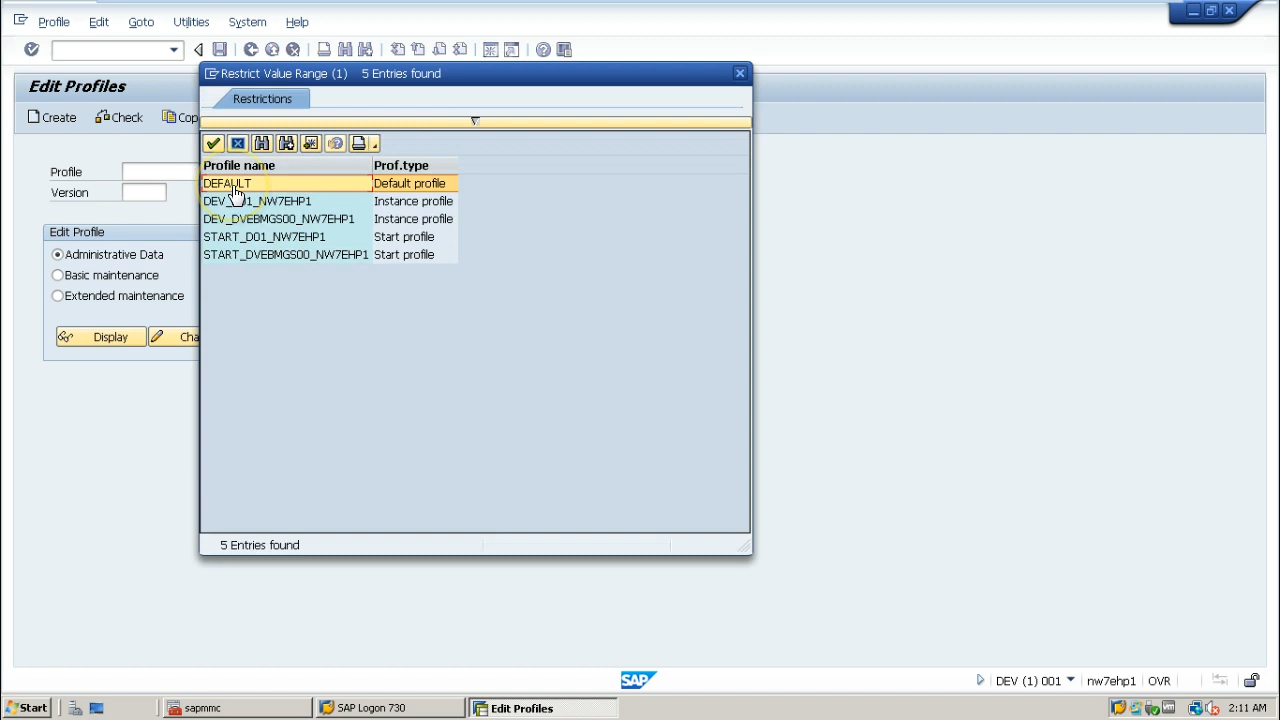 Profile Edit Goto Utilities System Help
Restrict Value Range (1) 5 Entries found
Edit Profiles
Restrictions
Create Check Cop
Profile name Prof.type
Profile
DEFAULT Default profile
Version
DEV_D01_NW7EHP1 Instance profile
DEV_DVEBMGS00_NW7EHP1 Instance profile
Edit Profile
START_D01_NW7EHP1 Start profile
Administrative Data
START_DVEBMGS00_NW7EHP1 Start profile
Basic maintenance
Extended maintenance
Display Cha
5 Entries found
SAP
DEV (1) 001 nw7ehp1 OVR
Start sapmmc SAP Logon 730 Edit Profiles 2:11 AM